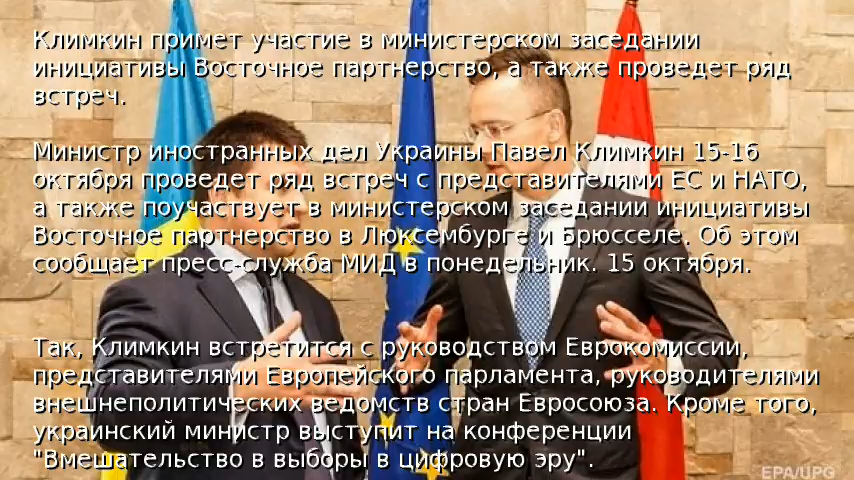 Климкин примет участие в министерском заседании
инициативы Восточное партнерство, а также проведет ряд
встреч.
Министр иностранных дел Украины Павел Климкин 15-16
октября проведет ряд встреч с представителями ЕС и НАТО,
а также поучаствует в министерском заседании инициативы
Восточное партнерство в Люксембурге и Брюсселе. Об этом
сообщает пресс-служба МИД в понедельник. 15 октября.
Так, Климкин встретится с руководством Еврокомиссии,
представителями Европейского парламента, руководителями
внешнеполитических ведомств стран Евросоюза. Кроме того,
украинский министр выступит на конференции
"Вмешательство в выборы в цифровую эру".
EPA/UPG